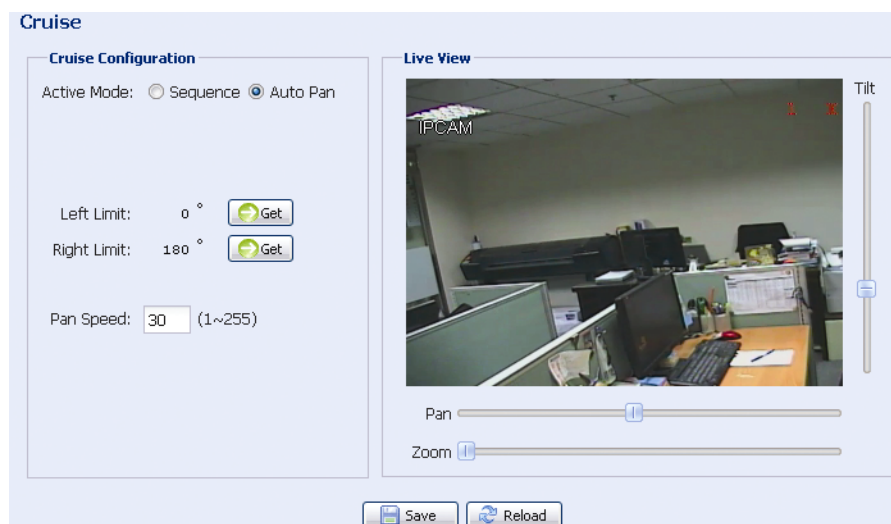 Cruise
Cruise Configuration
Active Mode: Sequence Auto Pan
Left Limit: 0 ° Get
Right Limit: 180 ° Get
Pan Speed: 30 (1~255)
Live View
IPCAM
Tilt
Pan
Zoom
Save Reload